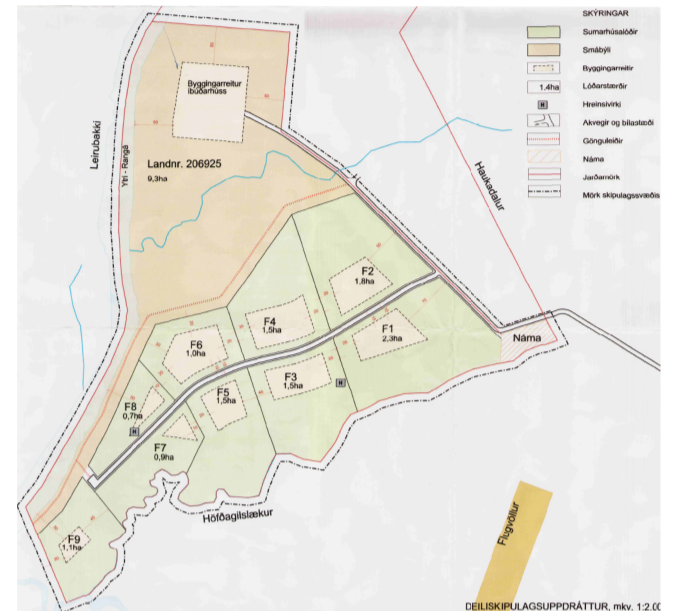 SKÝRINGAR
Sumarhúsalóðir
Smábýli
Byggingarreitir
1.4ha
Lóðarstærðir
H
Hreinsivirki
Akvegir og bílastæði
Gönguleiðir
Náma
Jarðamörk
Mörk skipulagssvæðis
Byggingarreitur
íbúðarhúss
Leirubakki
Ytri - Rangá
Landnr. 206925
9,3ha
Haukadalur
F2
1,8ha
F1
2,3ha
F4
1,5ha
F6
1,0ha
F3
1,5ha
H
F5
1,5ha
F8
0,7ha
H
F7
0,9ha
F9
1,1ha
Náma
Höfðagilslækur
Flugvöllur
DEILISKIPULAGSUPPDRÁTTUR, mkv. 1:2.00